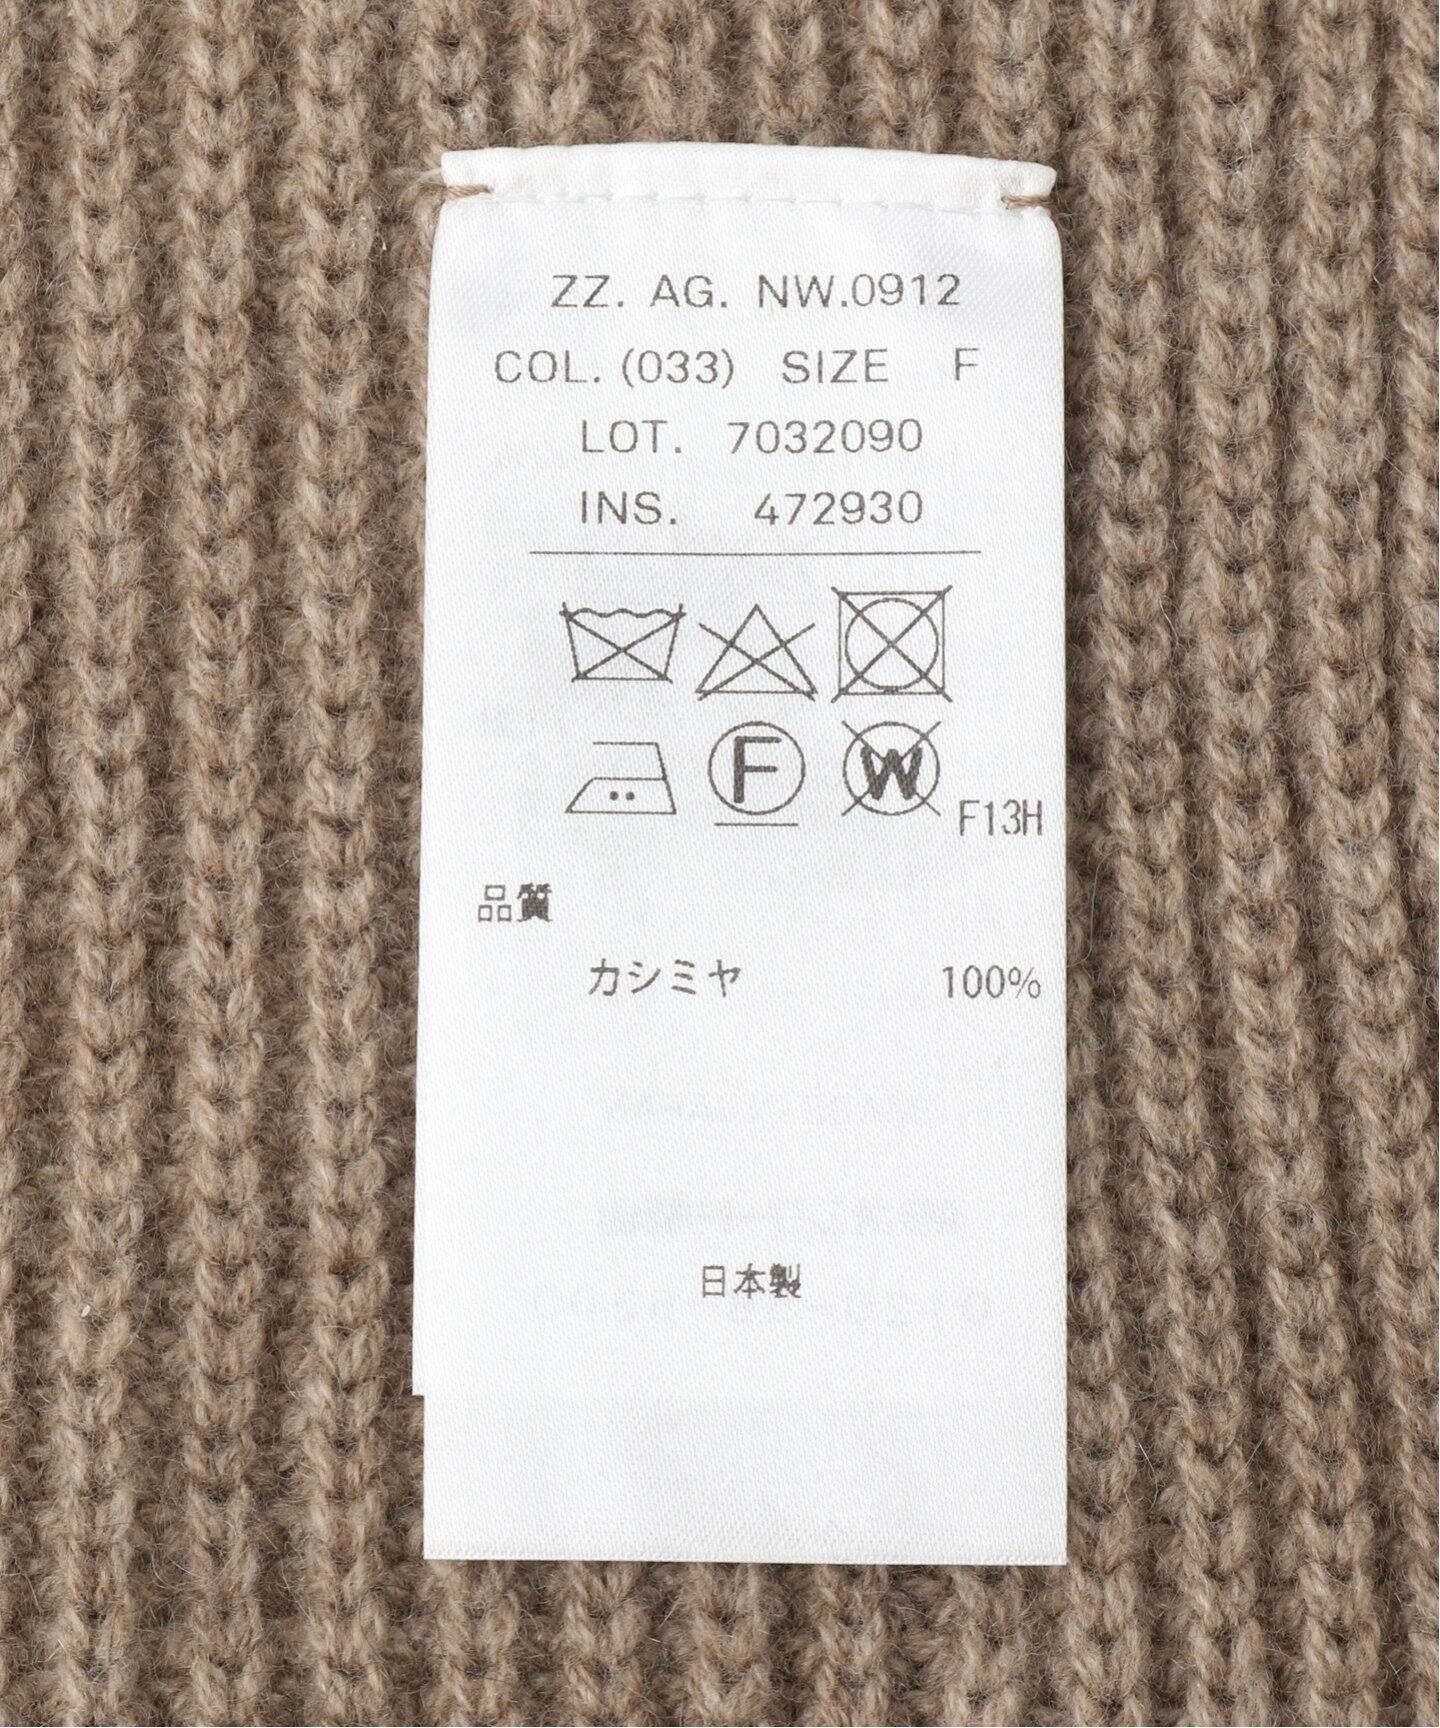 ZZ. AG. NW.0912
COL. (033) SIZE F
LOT. 7032090
INS. 472930
F W F13H
品質
カシミヤ 100%
日本製